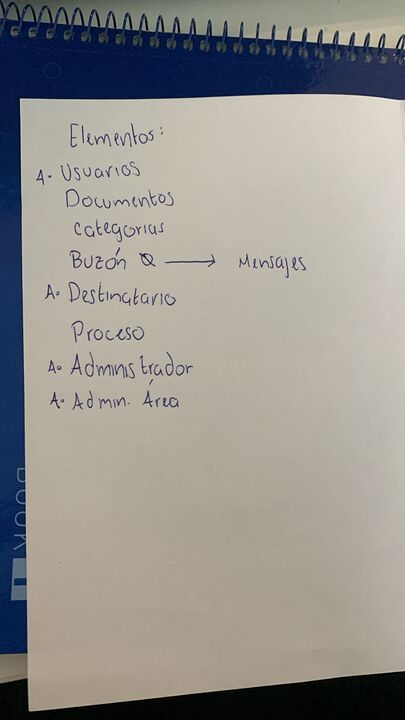 Elementos:
A. Usuarios
Documentos
categorias
Buzón → Mensajes
A. Destinatario
Proceso
A. Administrador
A. Admin. Área
BOOK